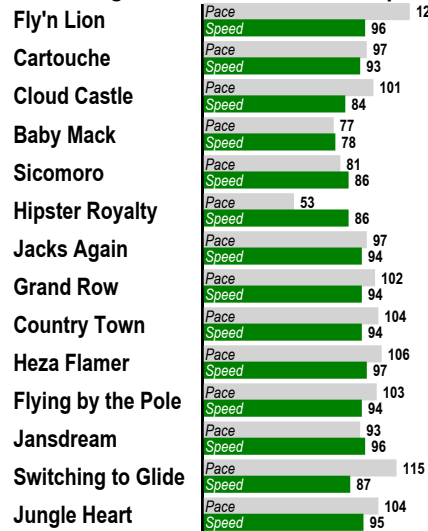 Fly'n Lion
Pace
Speed 96
Cartouche
Pace 97
Speed 93
Cloud Castle
Pace 101
Speed 84
Baby Mack
Pace 77
Speed 78
Sicomoro
Pace 81
Speed 86
Hipster Royalty
Pace 53
Speed 86
Jacks Again
Pace 97
Speed 94
Grand Row
Pace 102
Speed 94
Country Town
Pace 104
Speed 94
Heza Flamer
Pace 106
Speed 97
Flying by the Pole
Pace 103
Speed 94
Jansdream
Pace 93
Speed 96
Switching to Glide
Pace 115
Speed 87
Jungle Heart
Pace 104
Speed 95